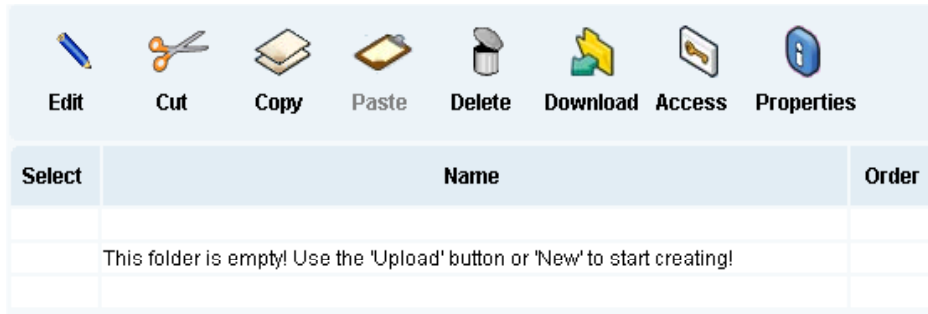 Edit Cut Copy Paste Delete Download Access Properties
Select Name Order
This folder is empty! Use the 'Upload' button or 'New' to start creating!